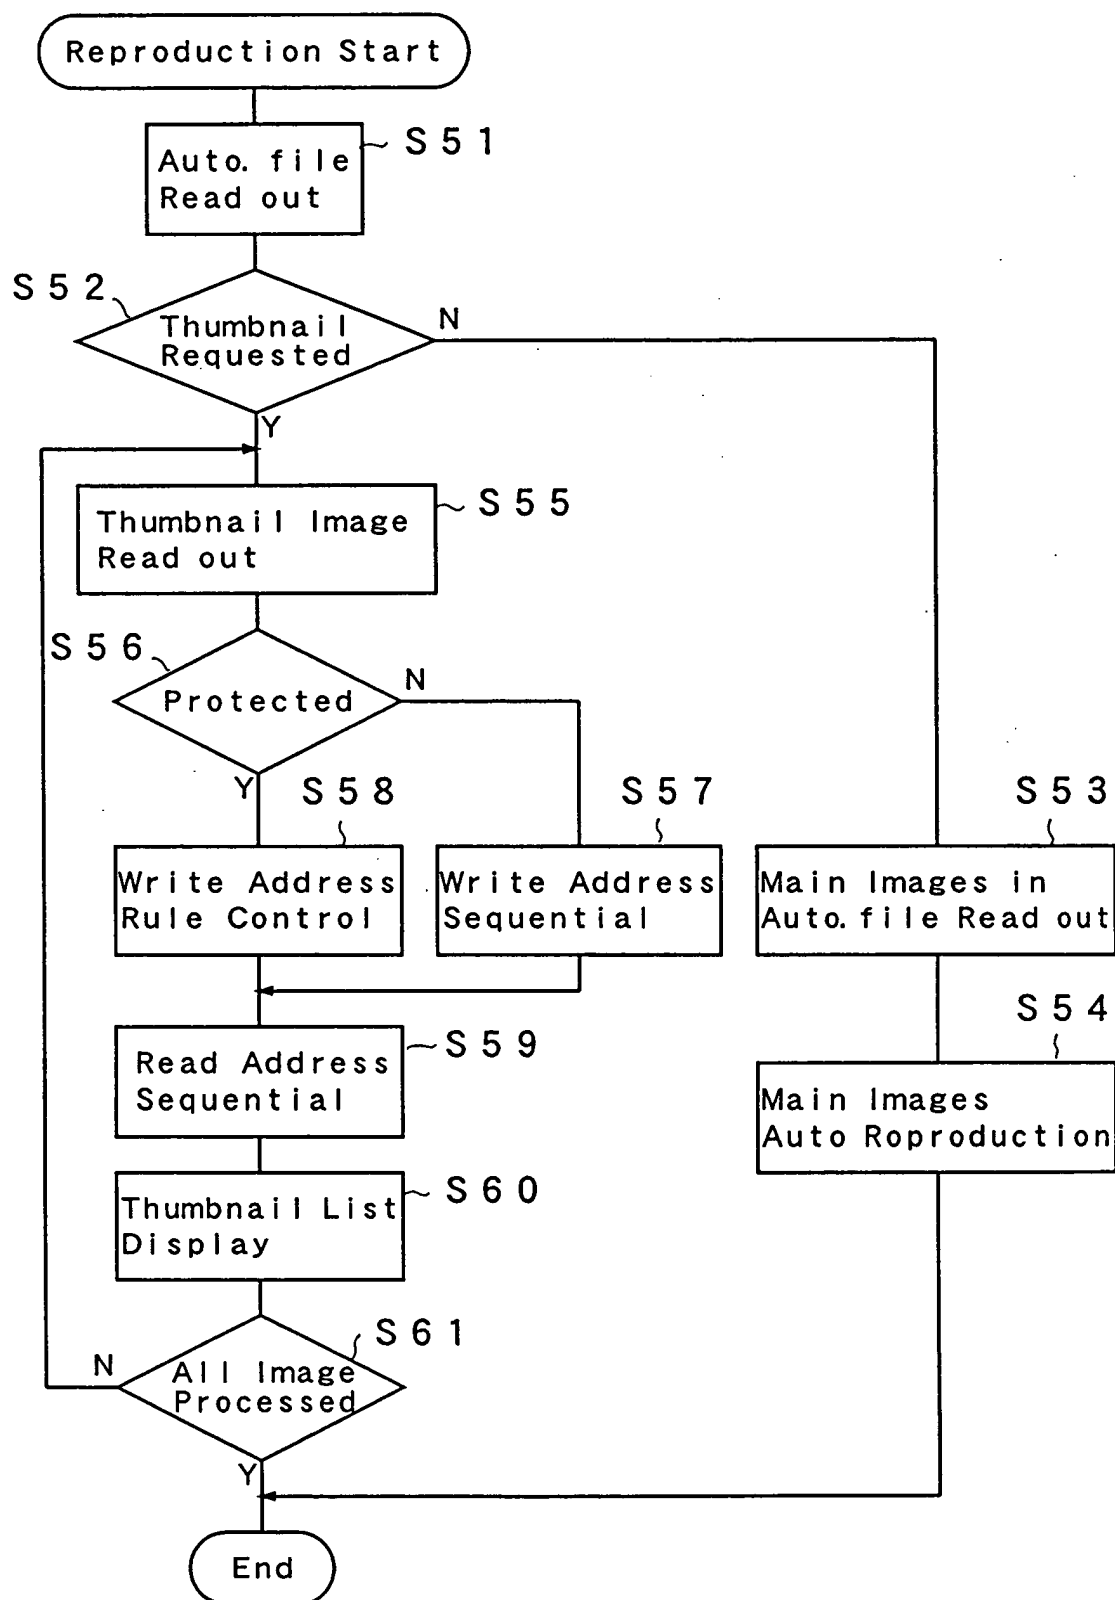 Reproduction Start
S51
Auto. file
Read out
S52
Thumbnail
Requested
N
Y
S55
Thumbnail Image
Read out
S56
Protected
N
Y
S58
S57
S53
Write Address
Rule Control
Write Address
Sequential
Main Images in
Auto. file Read out
S54
S59
Read Address
Sequential
Main Images
Auto Roproduction
S60
Thumbnail List
Display
S61
N
All Image
Processed
Y
End